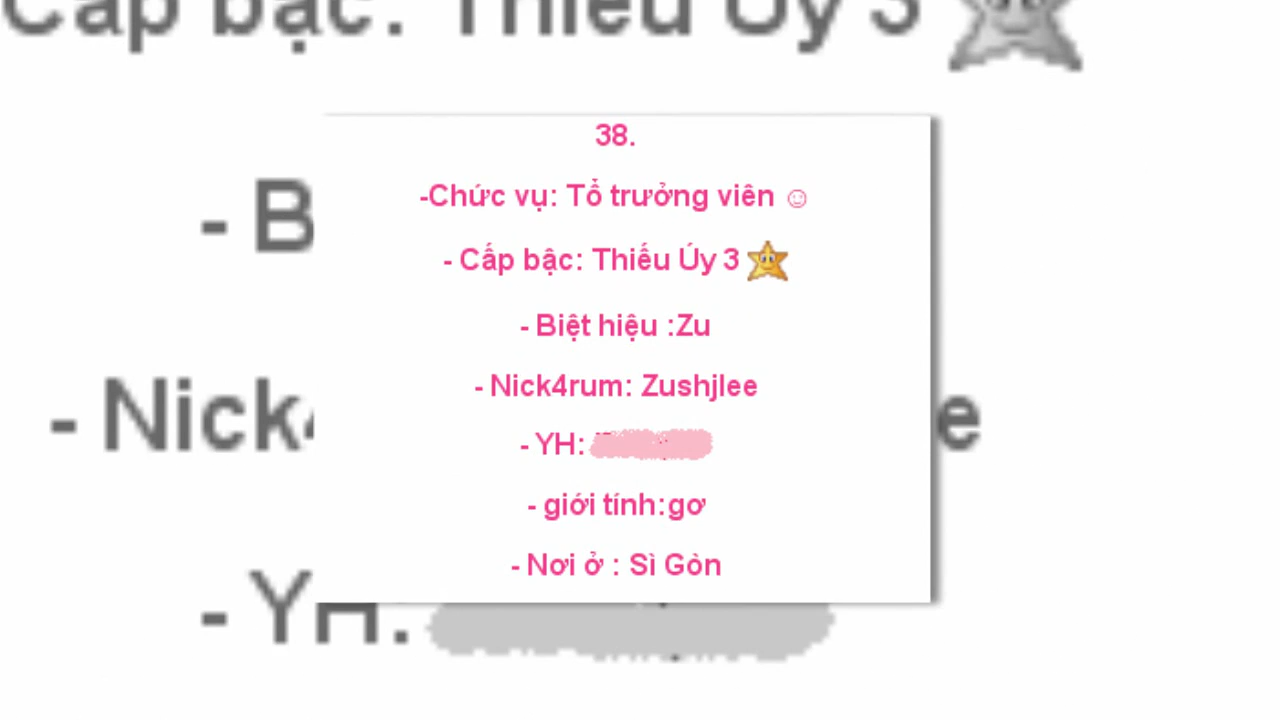 Cấp bậc: Thiếu Úy 3
38.
-Chức vụ: Tổ trưởng viên ☺
- Cấp bậc: Thiếu Úy 3
- B
- Biệt hiệu :Zu
- Nick4rum: Zushjlee
- Nick4 e
- YH:
- giới tính:gơ
- Nơi ở : Sì Gòn
- YH: